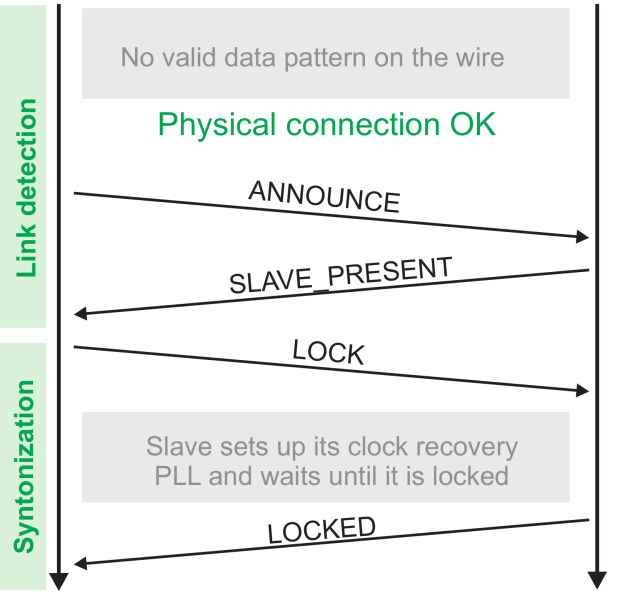 Link detection
No valid data pattern on the wire
Physical connection OK
ANNOUNCE
SLAVE_PRESENT
Syntonization
LOCK
Slave sets up its clock recovery
PLL and waits until it is locked
LOCKED